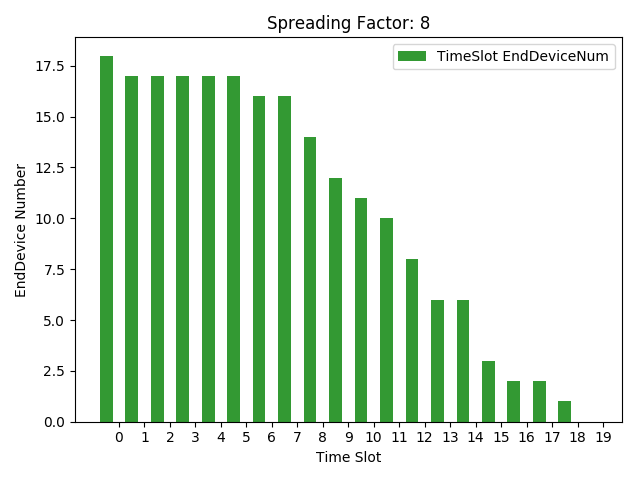 Spreading Factor: 8
TimeSlot EndDeviceNum
EndDevice Number
17.5
15.0
12.5
10.0
7.5
5.0
2.5
0.0
0 1 2 3 4 5 6 7 8 9 10 11 12 13 14 15 16 17 18 19
Time Slot